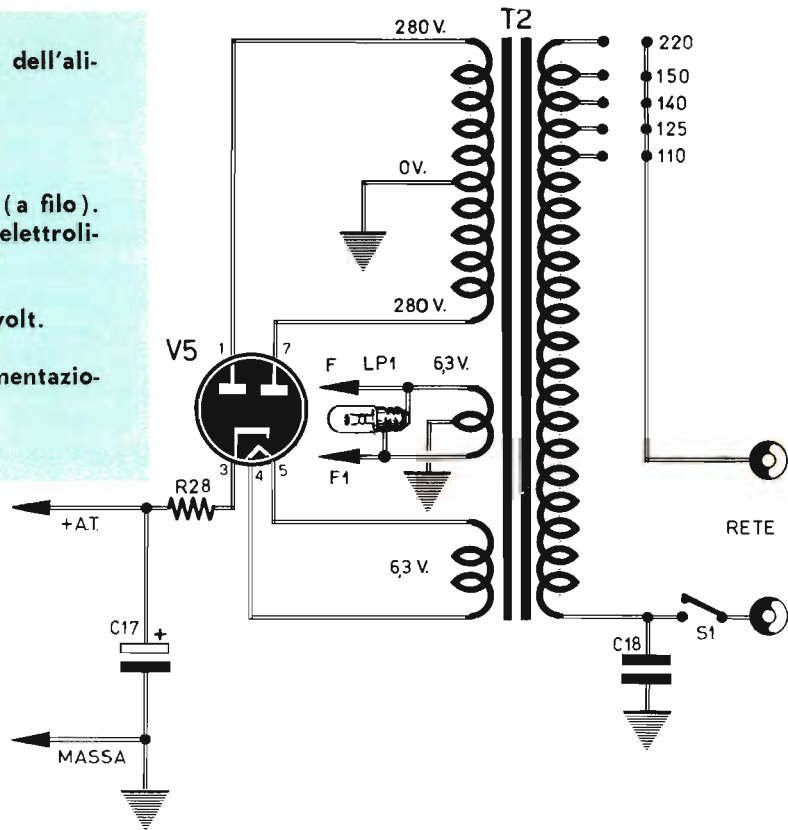 dell'ali-
(a filo).
elettroli-
volt.
mentazio-
T2
280 V.
220
150
140
125
110
0V.
280 V.
V5
1
7
F
LP1
6,3 V.
3
4
5
F1
R28
+A.T.
RETE
6,3 V.
C17
+
C18
S1
MASSA